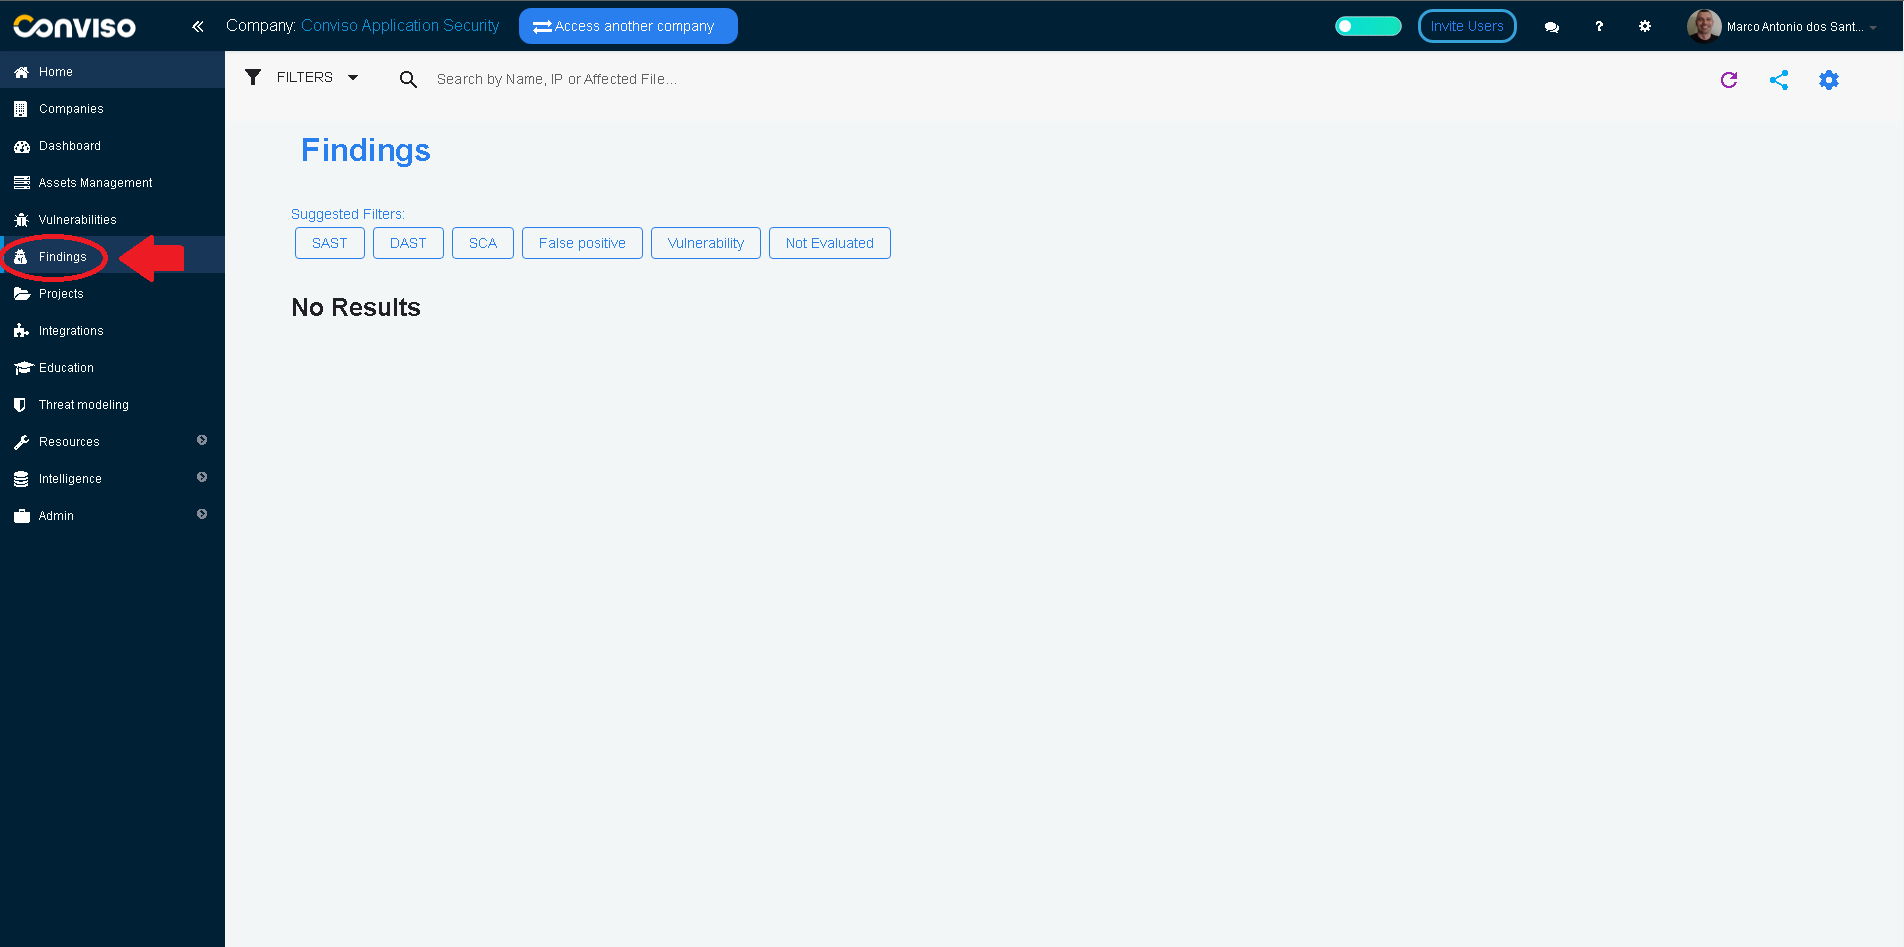 Conviso
Company: Conviso Application Security
Access another company
Invite Users
?
Marco Antonio dos Sant...
Home
Companies
Dashboard
Assets Management
Vulnerabilities
Findings
Projects
Integrations
Education
Threat modeling
Resources
Intelligence
Admin
FILTERS
Search by Name, IP or Affected File...
Findings
Suggested Filters:
SAST DAST SCA False positive Vulnerability Not Evaluated
No Results